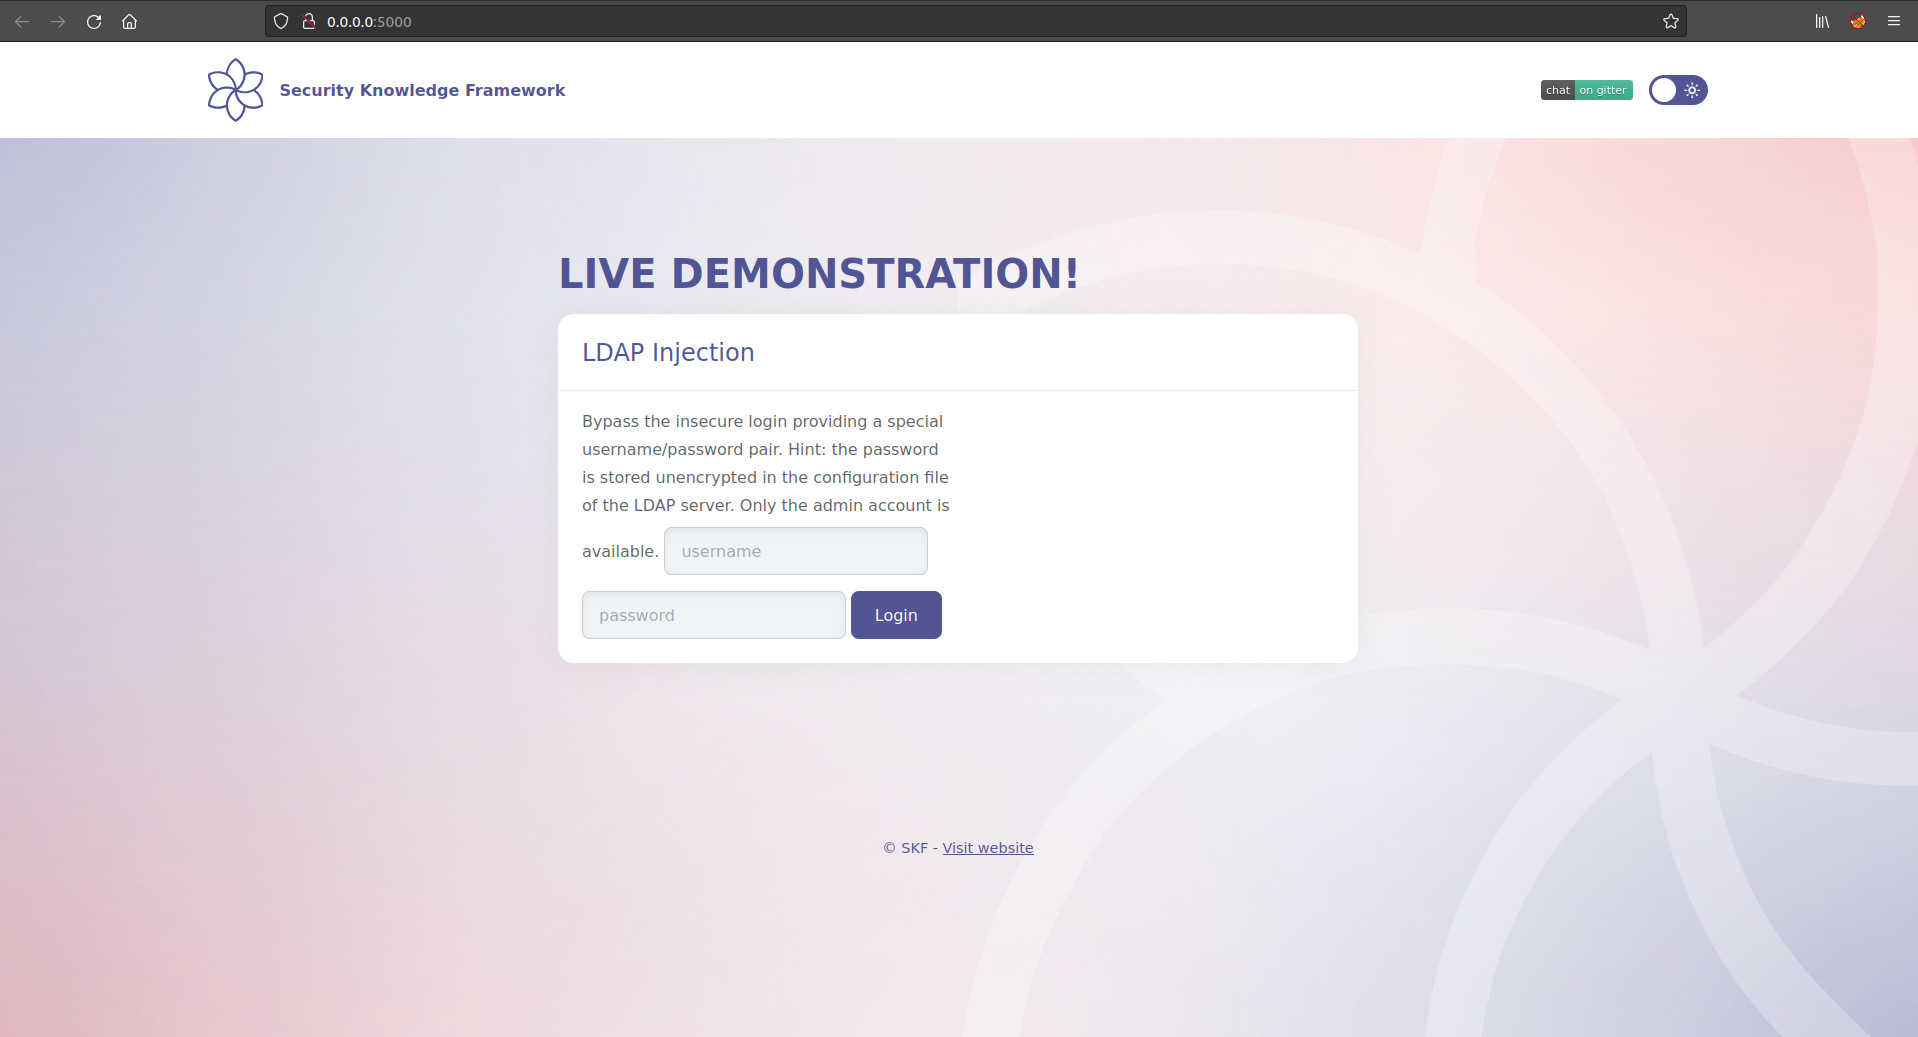 0.0.0.0:5000
Security Knowledge Framework
chat on gitter
LIVE DEMONSTRATION!
LDAP Injection
Bypass the insecure login providing a special
username/password pair. Hint: the password
is stored unencrypted in the configuration file
of the LDAP server. Only the admin account is
available. username
password Login
© SKF - Visit website